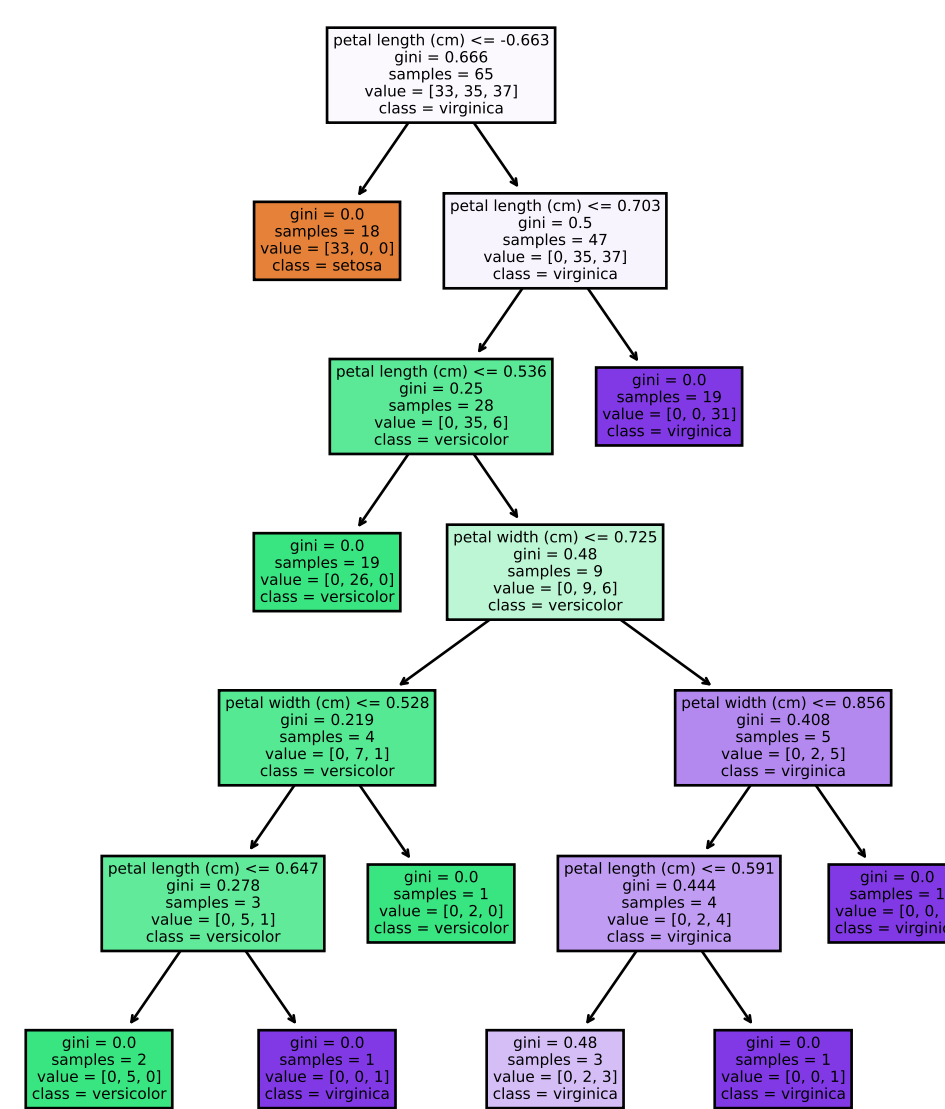 petal length (cm) <= -0.663
gini = 0.666
samples = 65
value = [33, 35, 37]
class = virginica
gini = 0.0
samples = 18
value = [33, 0, 0]
class = setosa
petal length (cm) <= 0.703
gini = 0.5
samples = 47
value = [0, 35, 37]
class = virginica
petal length (cm) <= 0.536
gini = 0.25
samples = 28
value = [0, 35, 6]
class = versicolor
gini = 0.0
samples = 19
value = [0, 0, 31]
class = virginica
gini = 0.0
samples = 19
value = [0, 26, 0]
class = versicolor
petal width (cm) <= 0.725
gini = 0.48
samples = 9
value = [0, 9, 6]
class = versicolor
petal width (cm) <= 0.528
gini = 0.219
samples = 4
value = [0, 7, 1]
class = versicolor
petal width (cm) <= 0.856
gini = 0.408
samples = 5
value = [0, 2, 5]
class = virginica
petal length (cm) <= 0.647
gini = 0.278
samples = 3
value = [0, 5, 1]
class = versicolor
gini = 0.0
samples = 1
value = [0, 2, 0]
class = versicolor
petal length (cm) <= 0.591
gini = 0.444
samples = 4
value = [0, 2, 4]
class = virginica
gini = 0.0
samples = 1
value = [0, 0,
class =
gini = 0.0
samples = 2
value = [0, 5, 0]
class = versicolor
gini = 0.0
samples = 1
value = [0, 0, 1]
class = virginica
gini = 0.48
samples = 3
value = [0, 2, 3]
class = virginica
gini = 0.0
samples = 1
value = [0, 0, 1]
class = virginica